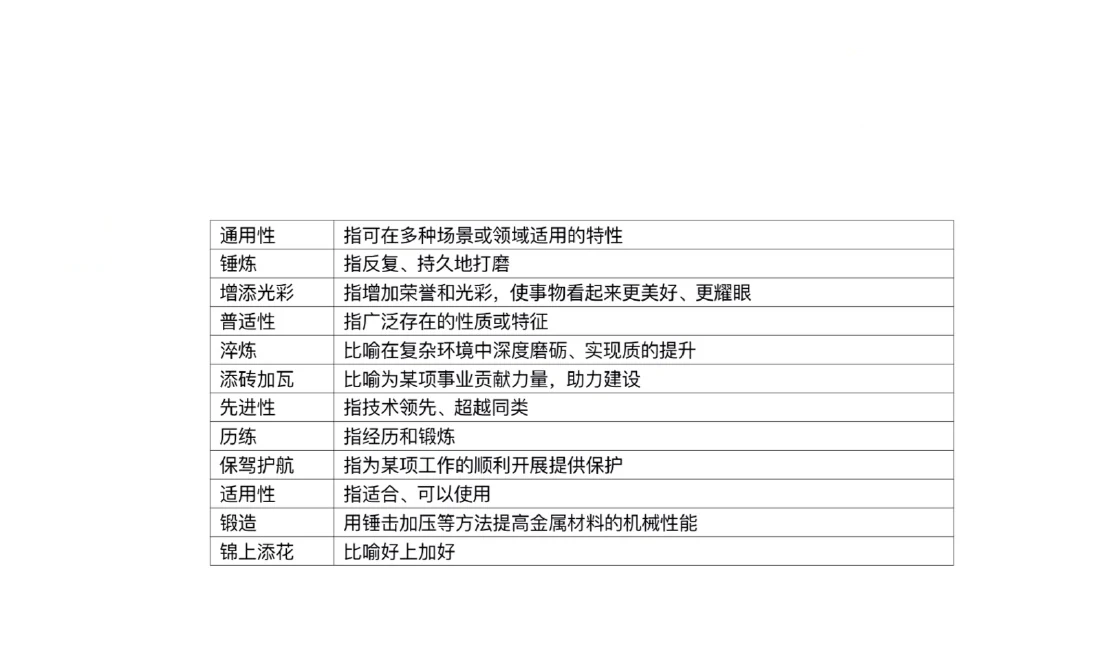 通用性 指可在多种场景或领域适用的特性
锤炼 指反复、持久地打磨
增添光彩 指增加荣誉和光彩，使事物看起来更美好、更耀眼
普适性 指广泛存在的性质或特征
淬炼 比喻在复杂环境中深度磨砺、实现质的提升
添砖加瓦 比喻为某项事业贡献力量，助力建设
先进性 指技术领先、超越同类
历练 指经历和锻炼
保驾护航 指为某项工作的顺利开展提供保护
适用性 指适合、可以使用
锻造 用锤击加压等方法提高金属材料的机械性能
锦上添花 比喻好上加好